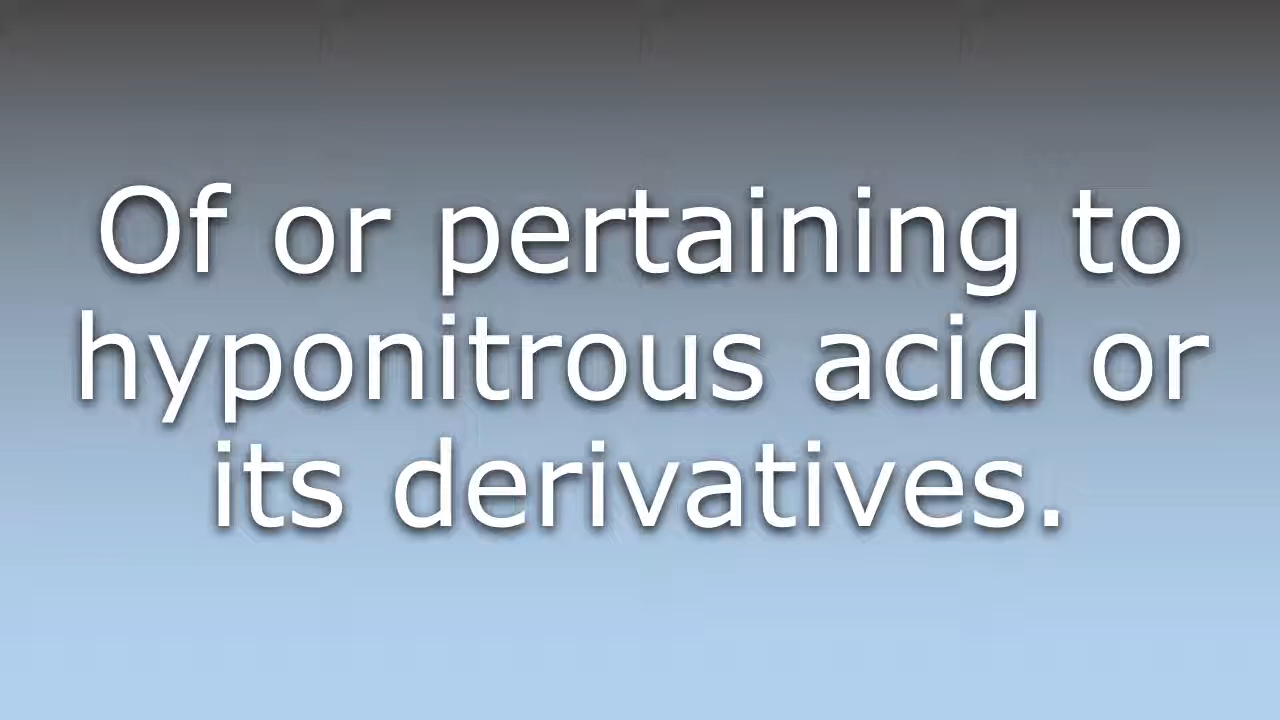 Of or pertaining to
hyponitrous acid or
its derivatives.